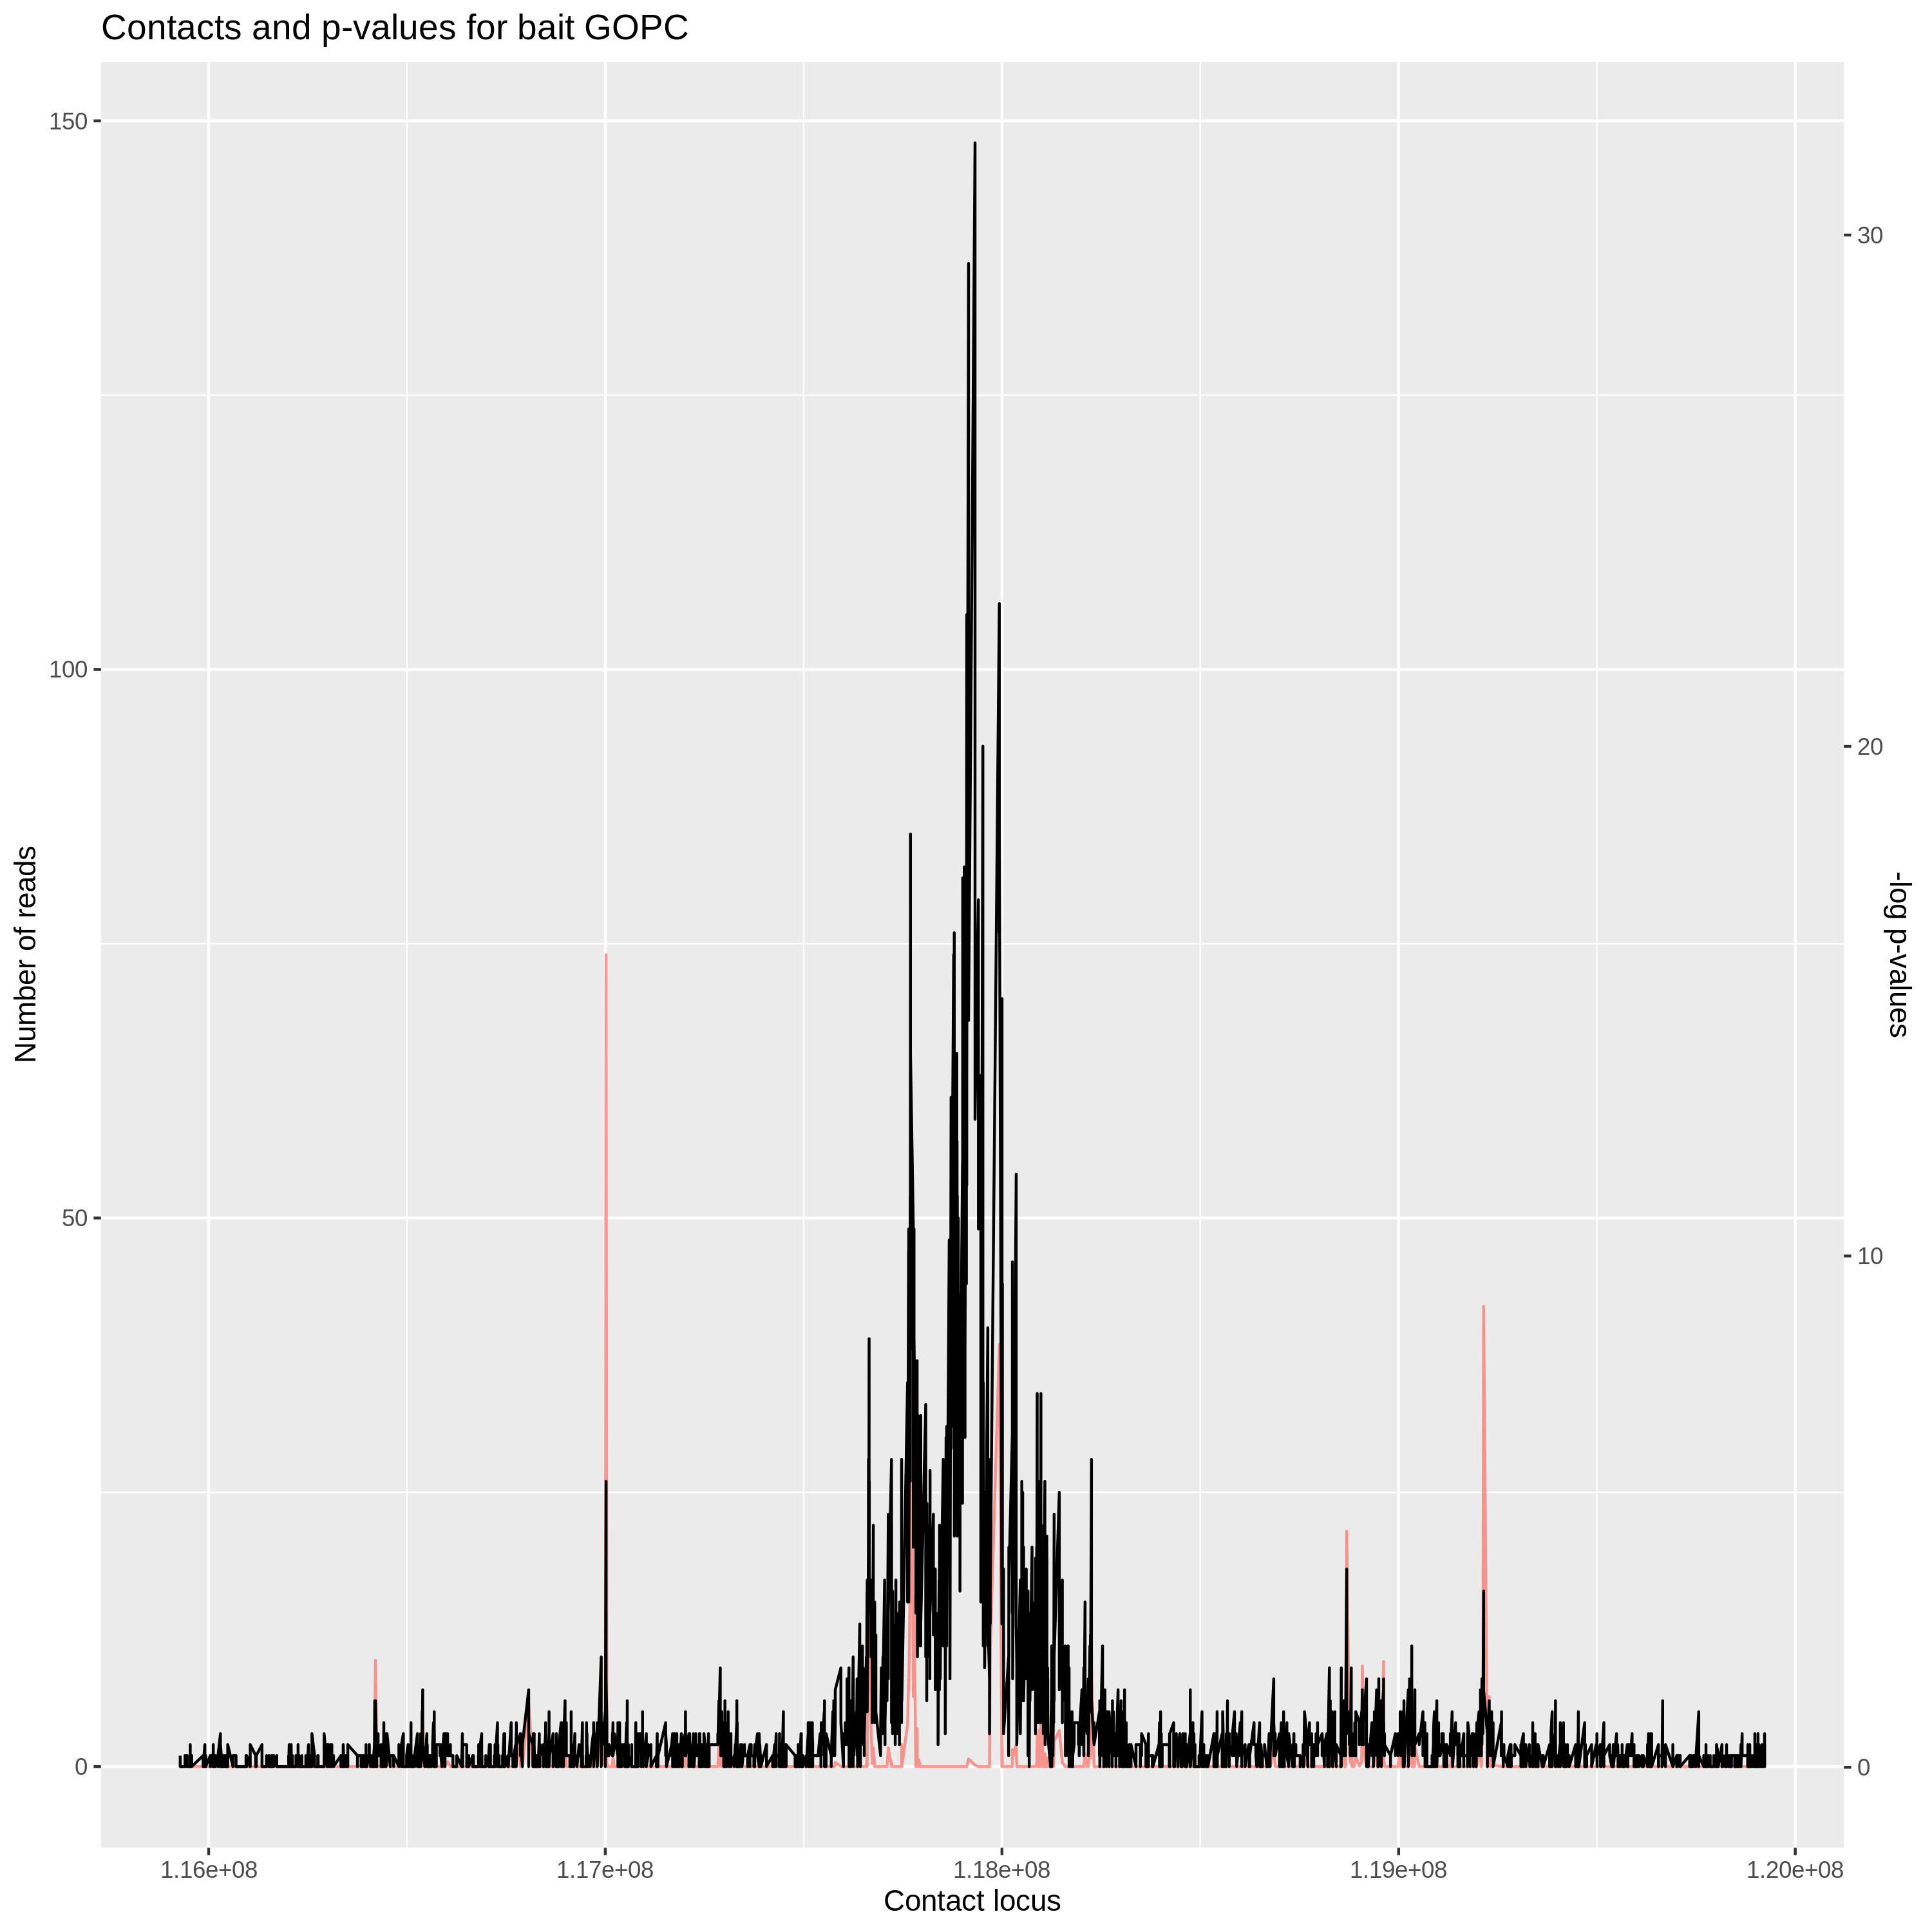 Contacts and p-values for bait GOPC
150
100
50
0
Number of reads
30
20
10
0
-log p-values
1.16e+08
1.17e+08
1.18e+08
1.19e+08
1.20e+08
Contact locus